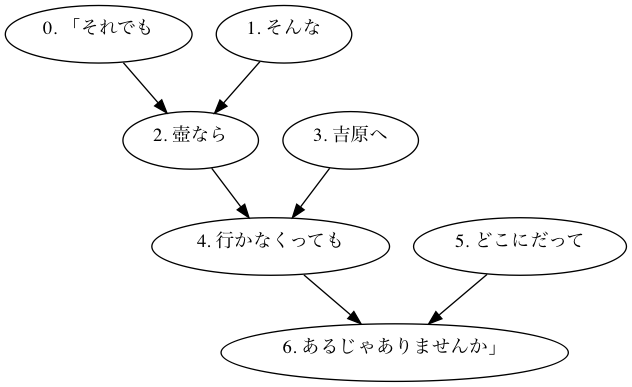 0. 「それでも
1. そんな
2. 壺なら
3. 吉原へ
4. 行かなくっても
5. どこにだって
6. あるじゃありませんか」